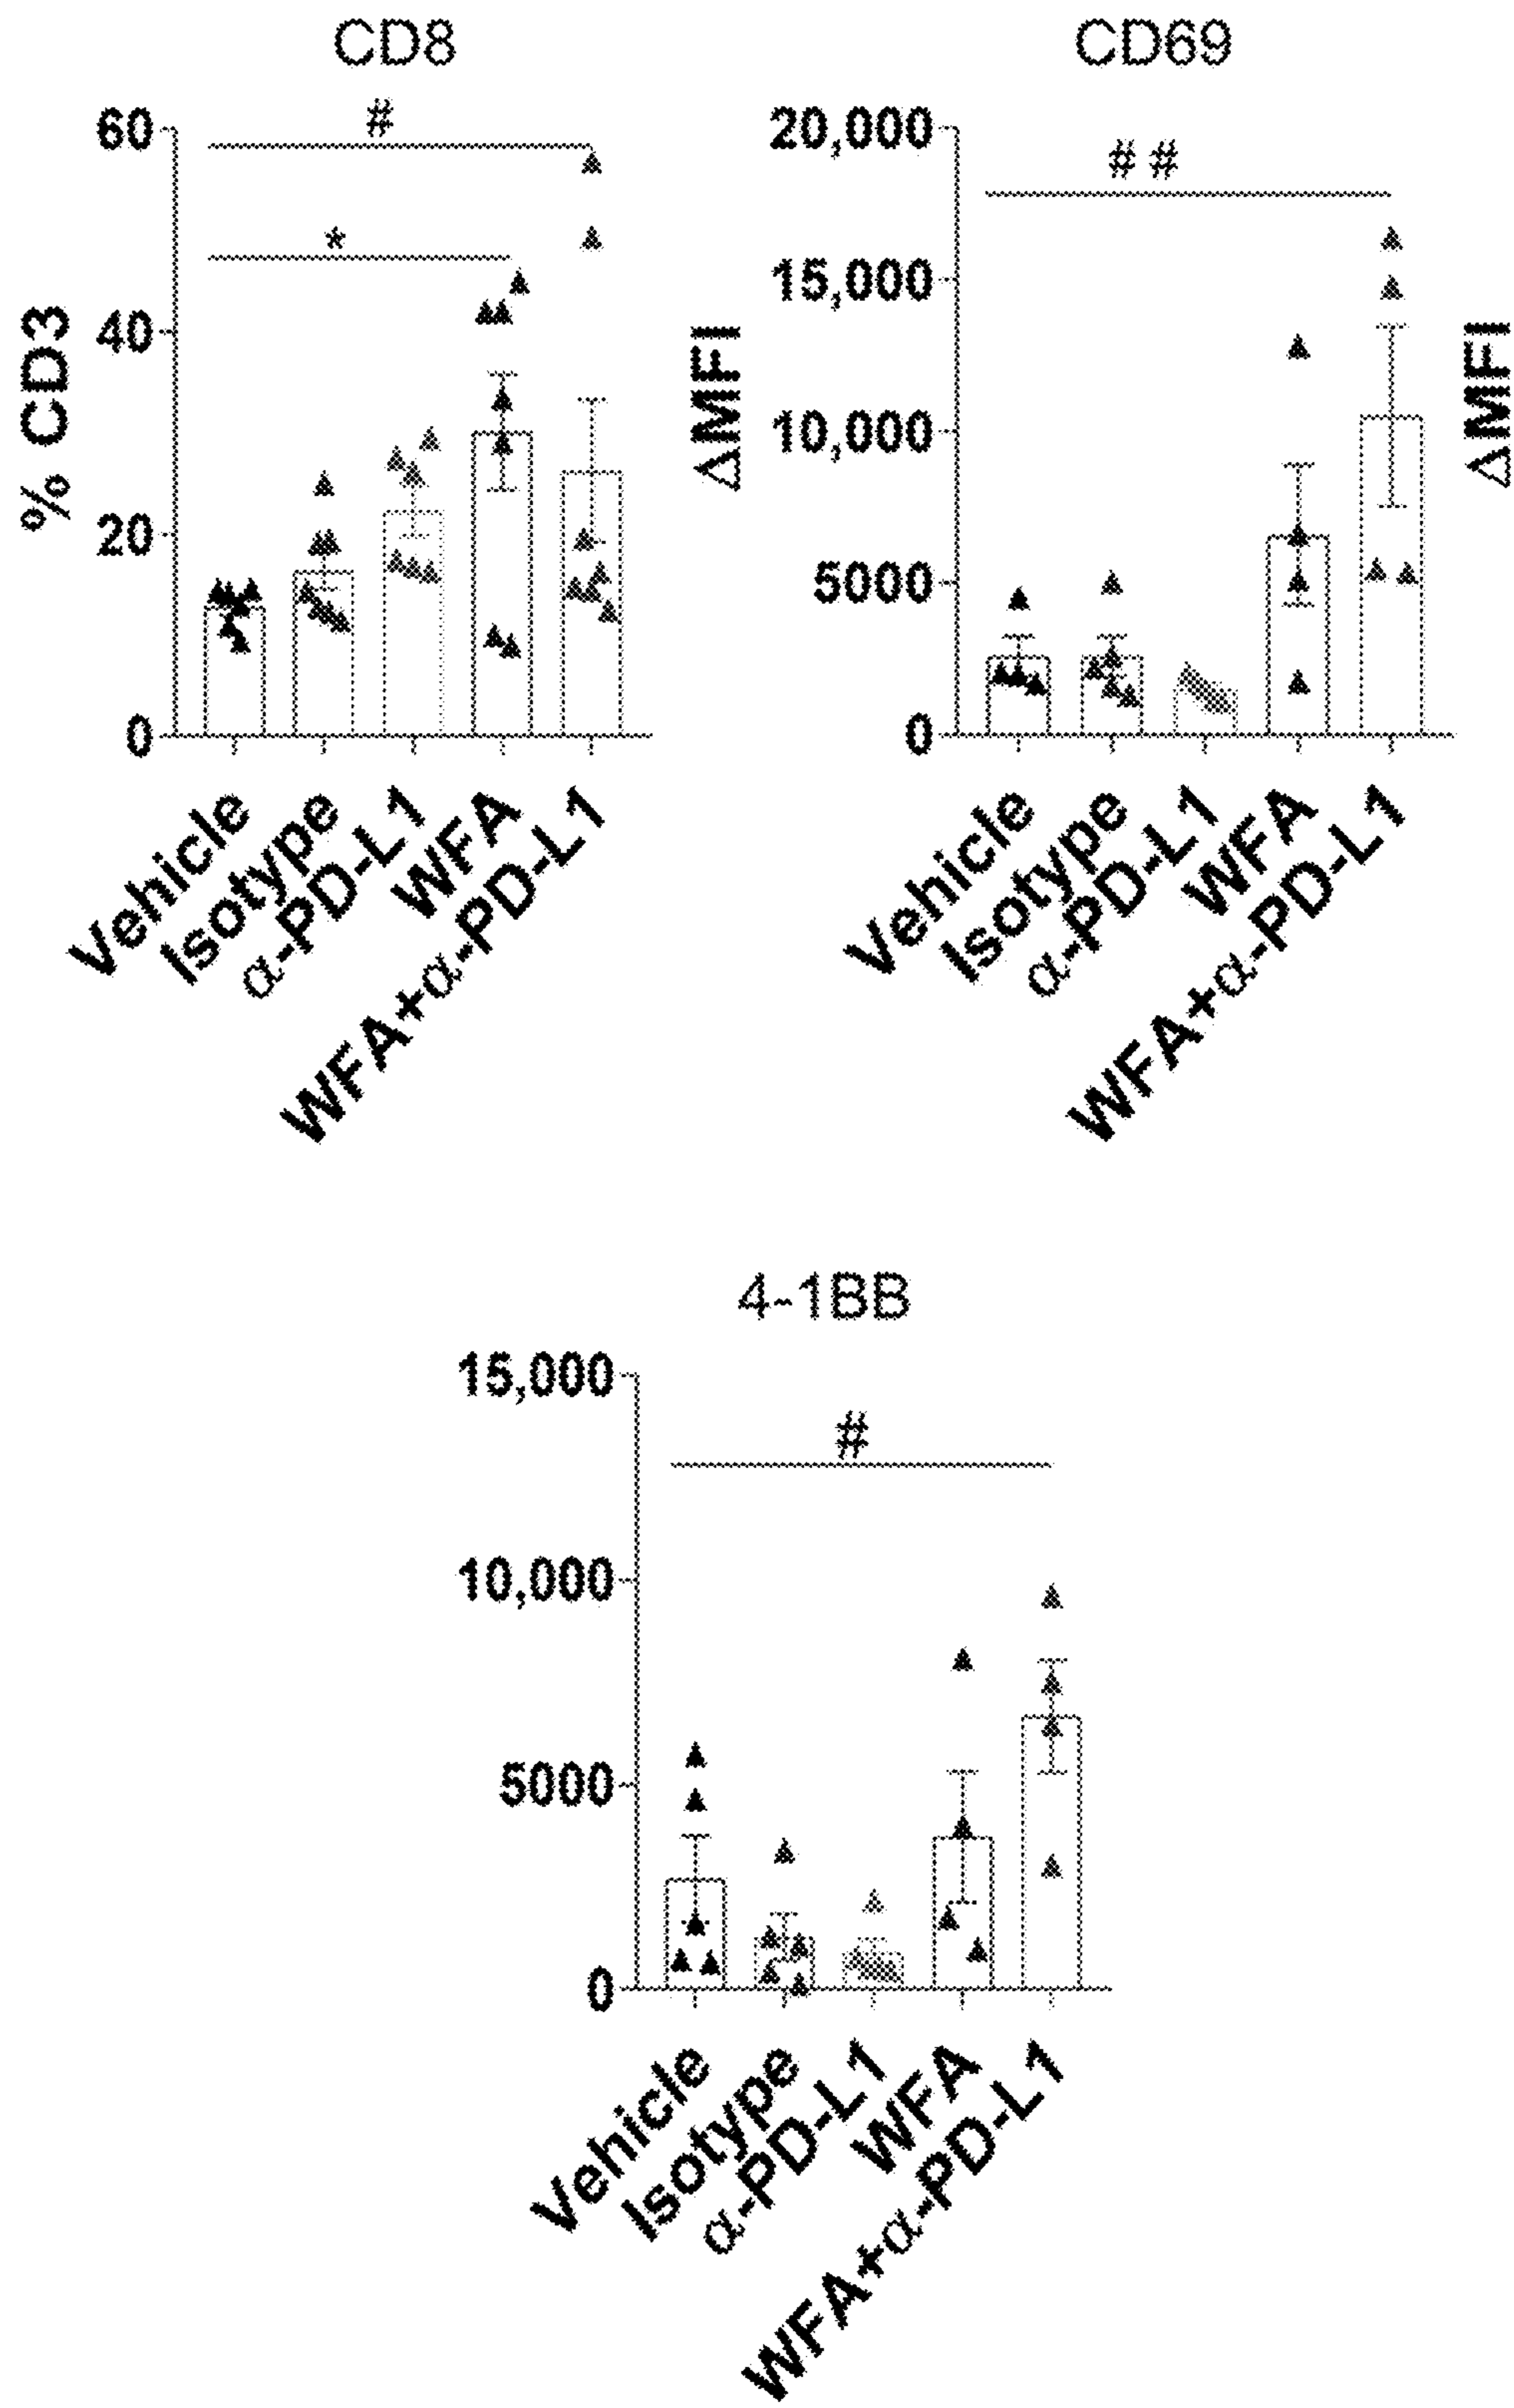 CD8
% CD3
60
40
20
0
#
*
Vehicle
Isotype
α-PD-L1
WFA
WFA+α-PD-L1
CD69
ΔMFI
20,000
15,000
10,000
5000
0
# #
Vehicle
Isotype
α-PD-L1
WFA
WFA+α-PD-L1
ΔMFI
4-1BB
15,000
10,000
5000
0
#
Vehicle
Isotype
α-PD-L1
WFA
WFA+α-PD-L1